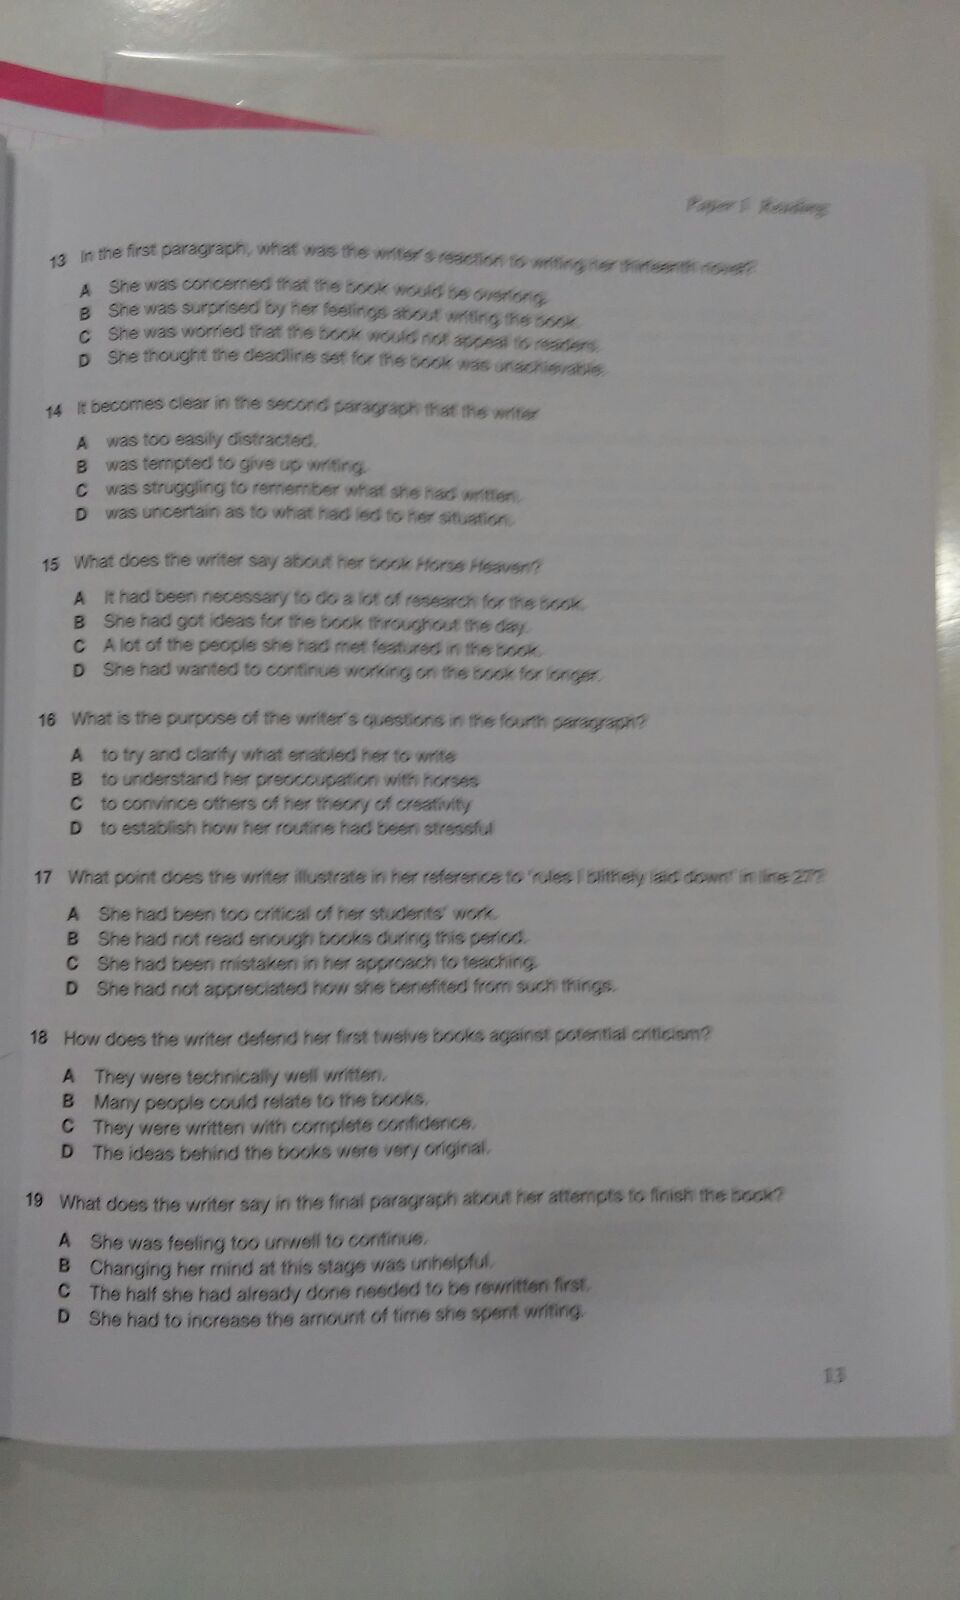 Paper 1 Reading
13 In the first paragraph, what was the writer's reaction to writing her thirteenth novel?
A She was concerned that the book would be overlong.
B She was surprised by her feelings about writing the book.
C She was worried that the book would not appeal to readers.
D She thought the deadline set for the book was unachievable.
14 It becomes clear in the second paragraph that the writer
A was too easily distracted.
B was tempted to give up writing.
C was struggling to remember what she had written.
D was uncertain as to what had led to her situation.
15 What does the writer say about her book Horse Heaven?
A It had been necessary to do a lot of research for the book.
B She had got ideas for the book throughout the day.
C A lot of the people she had met featured in the book.
D She had wanted to continue working on the book for longer.
16 What is the purpose of the writer's questions in the fourth paragraph?
A to try and clarify what enabled her to write
B to understand her preoccupation with horses
C to convince others of her theory of creativity
D to establish how her routine had been stressful
17 What point does the writer illustrate in her reference to 'rules I blithely laid down' in line 27?
A She had been too critical of her students' work.
B She had not read enough books during this period.
C She had been mistaken in her approach to teaching.
D She had not appreciated how she benefited from such things.
18 How does the writer defend her first twelve books against potential criticism?
A They were technically well written.
B Many people could relate to the books.
C They were written with complete confidence.
D The ideas behind the books were very original.
19 What does the writer say in the final paragraph about her attempts to finish the book?
A She was feeling too unwell to continue.
B Changing her mind at this stage was unhelpful.
C The half she had already done needed to be rewritten first.
D She had to increase the amount of time she spent writing.
13